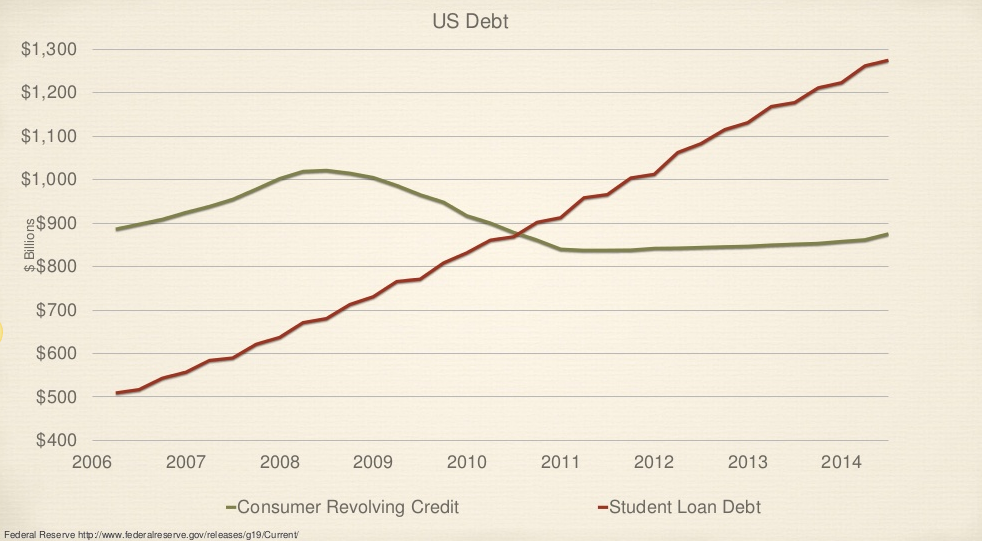 US Debt
$1,300
$1,200
$1,100
$1,000
$900
$800
$700
$600
$500
$400
$ Billions
2006 2007 2008 2009 2010 2011 2012 2013 2014
Consumer Revolving Credit Student Loan Debt
Federal Reserve http://www.federalreserve.gov/releases/g19/Current/